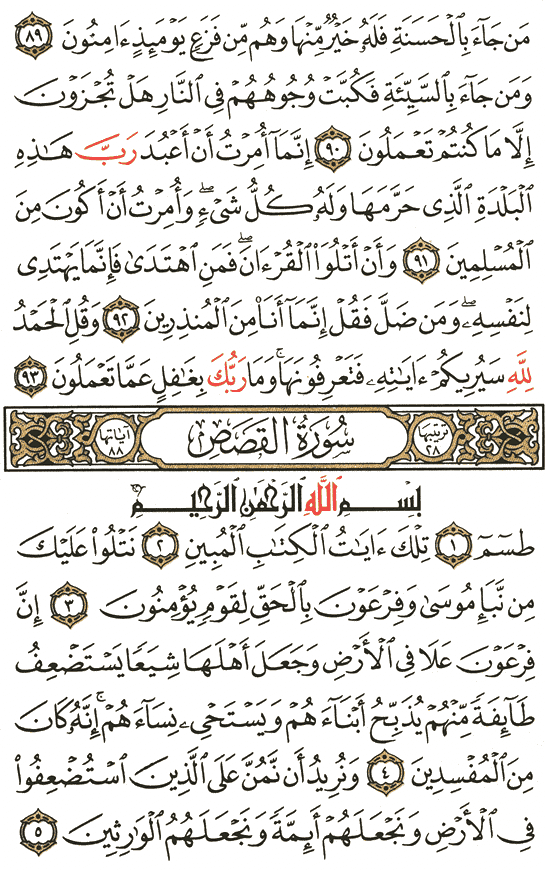 مَن جَآءَ بِٱلْحَسَنَةِ فَلَهُۥ خَيْرٌ مِّنْهَا وَهُم مِّن فَزَعٍ يَوْمَئِذٍ ءَامِنُونَ ٨٩
وَمَن جَآءَ بِٱلسَّيِّئَةِ فَكُبَّتْ وُجُوهُهُمْ فِى ٱلنَّارِ هَلْ تُجْزَوْنَ
إِلَّا مَا كُنتُمْ تَعْمَلُونَ ٩٠ إِنَّمَآ أُمِرْتُ أَنْ أَعْبُدَ رَبَّ هَٰذِهِ
ٱلْبَلْدَةِ ٱلَّذِى حَرَّمَهَا وَلَهُۥ كُلُّ شَىْءٍ ۖ وَأُمِرْتُ أَنْ أَكُونَ مِنَ
ٱلْمُسْلِمِينَ ٩١ وَأَنْ أَتْلُوَا۟ ٱلْقُرْءَانَ ۖ فَمَنِ ٱهْتَدَىٰ فَإِنَّمَا يَهْتَدِى
لِنَفْسِهِۦ ۖ وَمَن ضَلَّ فَقُلْ إِنَّمَآ أَنَا۠ مِنَ ٱلْمُنذِرِينَ ٩٢ وَقُلِ ٱلْحَمْدُ
لِلَّهِ سَيُرِيكُمْ ءَايَٰتِهِۦ فَتَعْرِفُونَهَا ۚ وَمَا رَبُّكَ بِغَٰفِلٍ عَمَّا تَعْمَلُونَ ٩٣
ترتيبها ٢٨ سُورَةُ القَصَصِ آياتها ٨٨
بِسْمِ ٱللَّهِ ٱلرَّحْمَٰنِ ٱلرَّحِيمِ
طسٓمٓ ١ تِلْكَ ءَايَٰتُ ٱلْكِتَٰبِ ٱلْمُبِينِ ٢ نَتْلُوا۟ عَلَيْكَ
مِن نَّبَإِ مُوسَىٰ وَفِرْعَوْنَ بِٱلْحَقِّ لِقَوْمٍ يُؤْمِنُونَ ٣ إِنَّ
فِرْعَوْنَ عَلَا فِى ٱلْأَرْضِ وَجَعَلَ أَهْلَهَا شِيَعًا يَسْتَضْعِفُ
طَآئِفَةً مِّنْهُمْ يُذَبِّحُ أَبْنَآءَهُمْ وَيَسْتَحْىِۦ نِسَآءَهُمْ ۚ إِنَّهُۥ كَانَ
مِنَ ٱلْمُفْسِدِينَ ٤ وَنُرِيدُ أَن نَّمُنَّ عَلَى ٱلَّذِينَ ٱسْتُضْعِفُوا۟
فِى ٱلْأَرْضِ وَنَجْعَلَهُمْ أَئِمَّةً وَنَجْعَلَهُمُ ٱلْوَٰرِثِينَ ٥